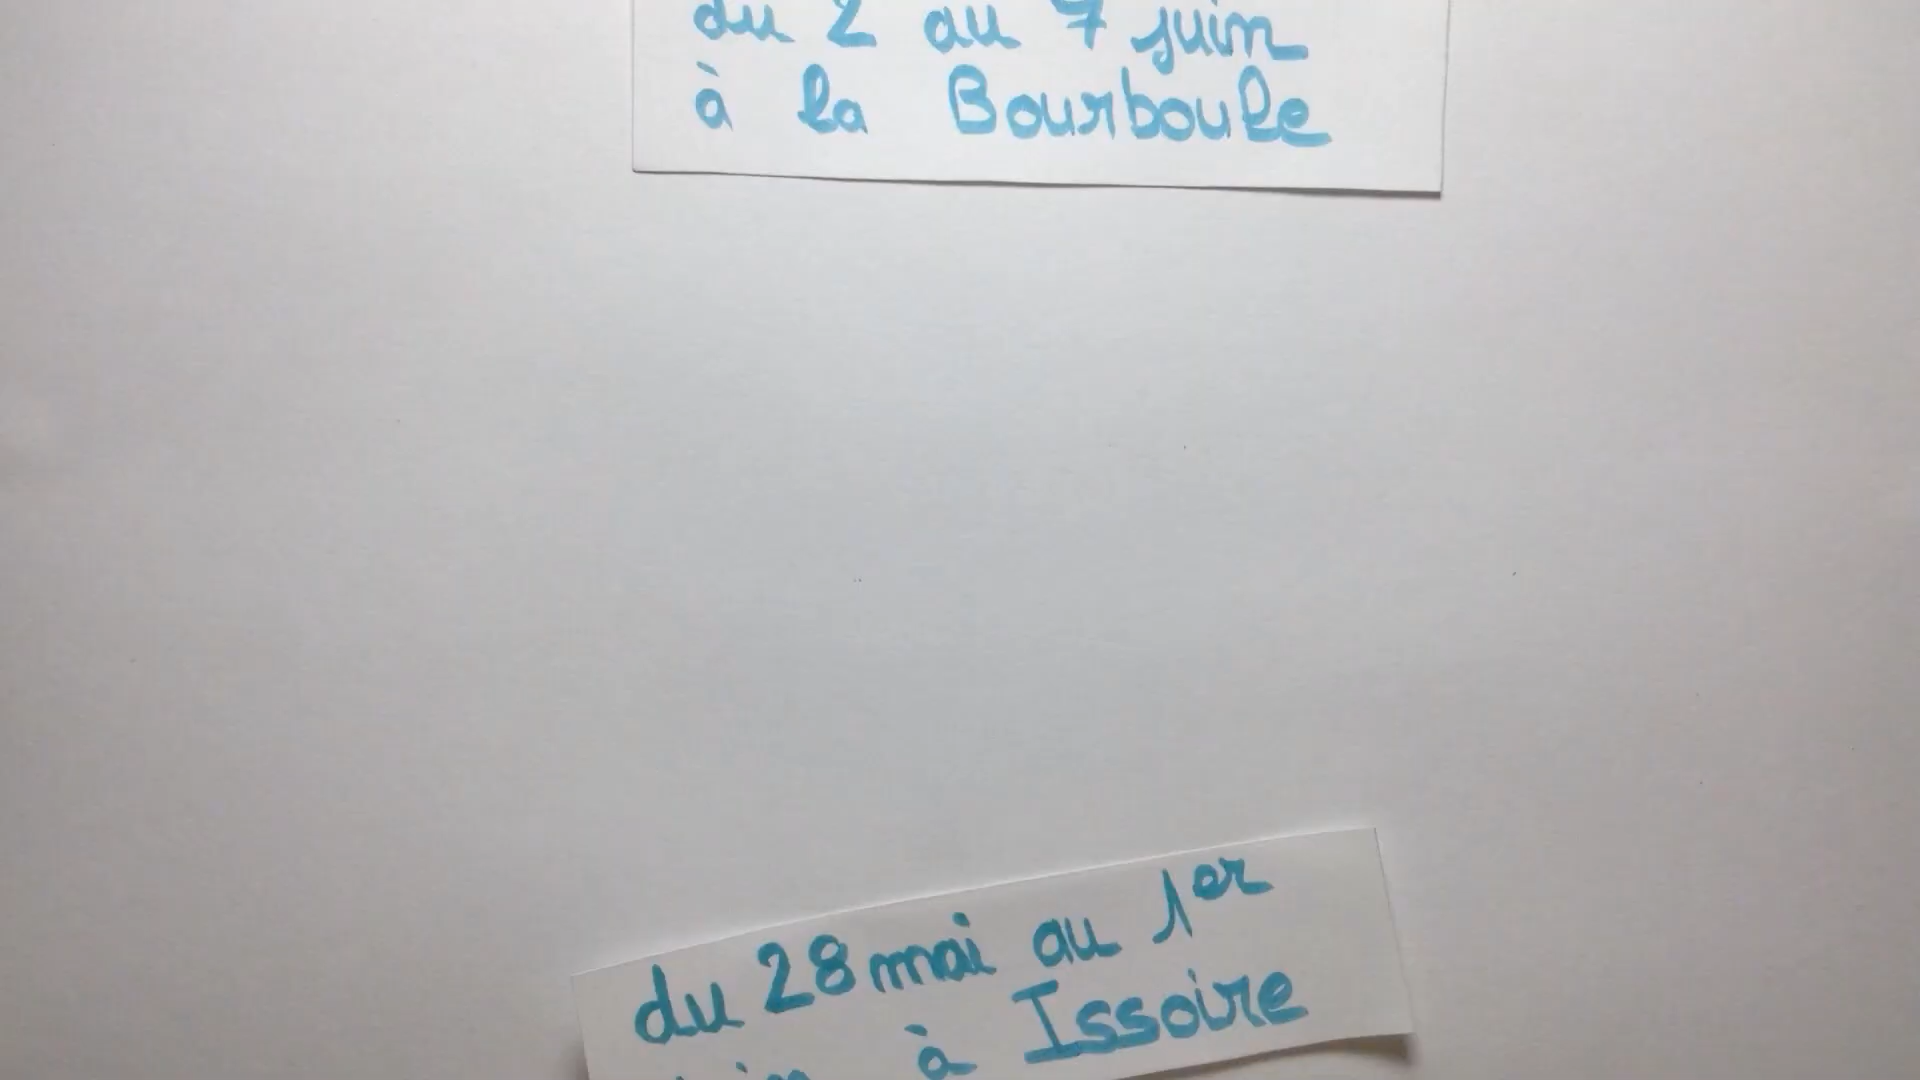 du 2 au 7 juin
à la Bourboule
du 28 mai au 1er
à Issoire